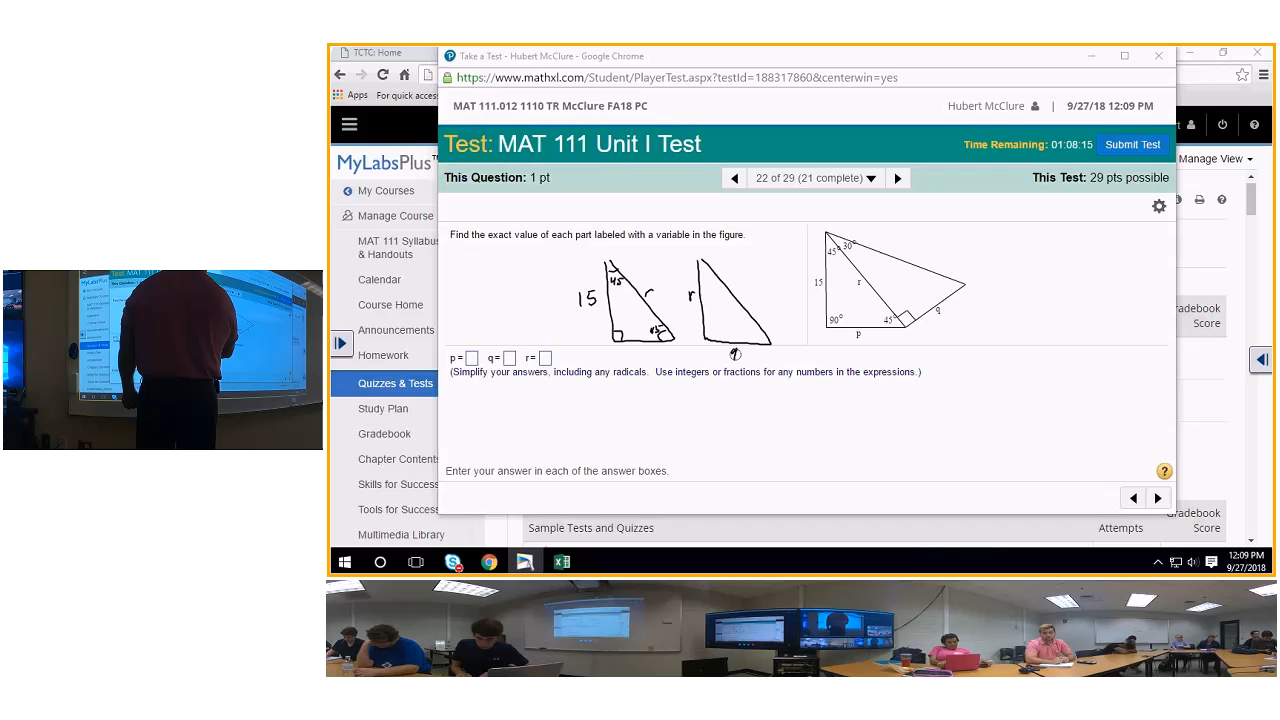 TCTC: Home
Take a Test - Hubert McClure - Google Chrome
https://www.mathxl.com/Student/PlayerTest.aspx?testId=188317860&centerwin=yes
Apps
For quick access
MAT 111.012 1110 TR McClure FA18 PC
Hubert McClure
9/27/18 12:09 PM
Test: MAT 111 Unit I Test
Time Remaining: 01:08:15
Submit Test
MyLabsPlus
Manage View
This Question: 1 pt
22 of 29 (21 complete)
This Test: 29 pts possible
My Courses
Manage Course
MAT 111 Syllabus
& Handouts
Calendar
Course Home
Announcements
Homework
Quizzes & Tests
Study Plan
Gradebook
Chapter Contents
Skills for Success
Tools for Success
Multimedia Library
Find the exact value of each part labeled with a variable in the figure.
15
45
r
45
r
q
45°
30°
15
r
90°
45°
p
q
p =
q =
r =
(Simplify your answers, including any radicals. Use integers or fractions for any numbers in the expressions.)
Enter your answer in each of the answer boxes.
?
Gradebook
Score
Gradebook
Score
Sample Tests and Quizzes
Attempts
12:09 PM
9/27/2018